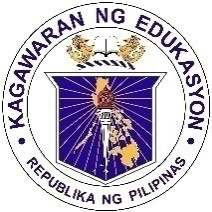 KAGAWARAN NG EDUKASYON
REPUBLIKA NG PILIPINAS